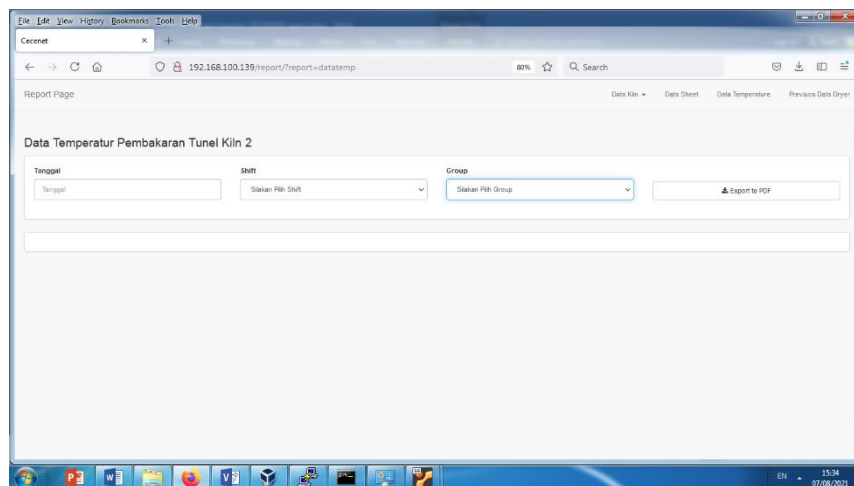 File Edit View History Bookmarks Tools Help
Cecenet
192.168.100.139/report/?report=datatemp
80%
Search
Report Page
Data Kiln
Data Sheet
Data Temperature
Previuos Data Dryer
Data Temperatur Pembakaran Tunel Kiln 2
Tanggal Shift Group
Tanggal
Silakan Pilih Shift
Silakan Pilih Group
Export to PDF
EN
15:34
07/08/2021